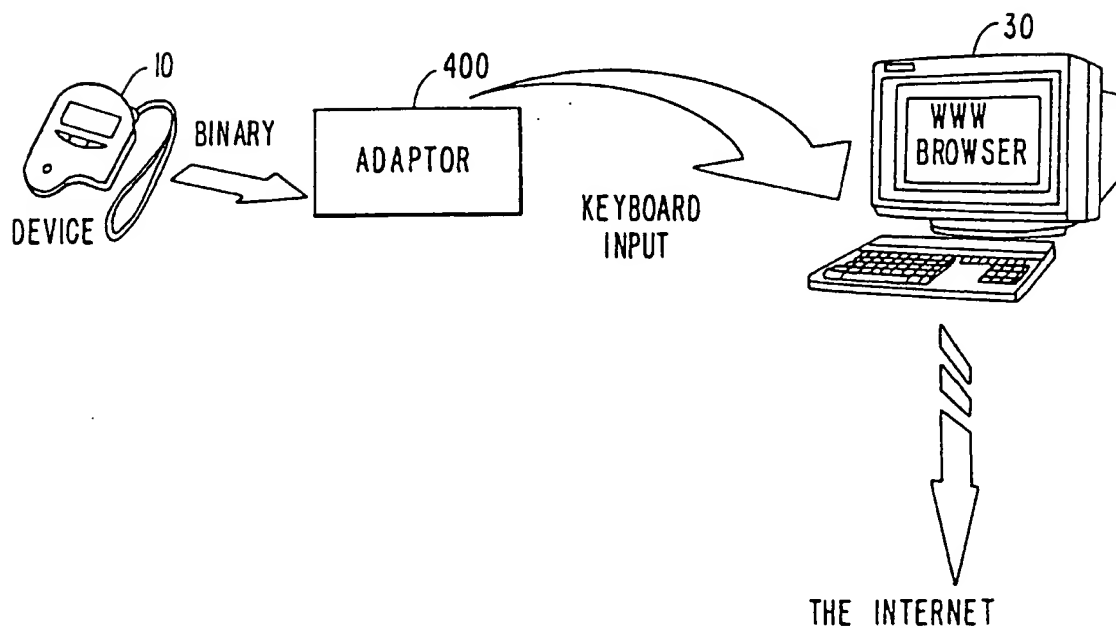 10
400
30
BINARY
ADAPTOR
WWW
BROWSER
DEVICE
KEYBOARD
INPUT
THE INTERNET